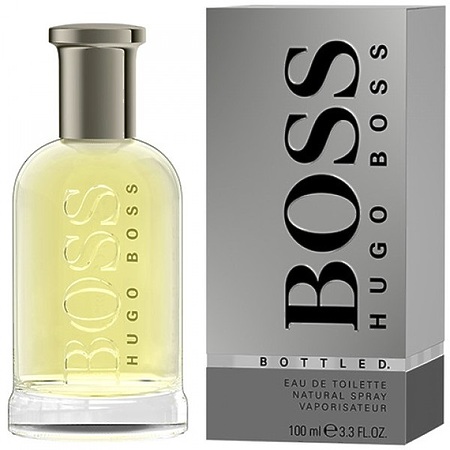 BOSS
HUGO BOSS
BOSS
HUGO BOSS
BOTTLED.
EAU DE TOILETTE
NATURAL SPRAY
VAPORISATEUR
100 ml ℮ 3.3 FL.OZ.